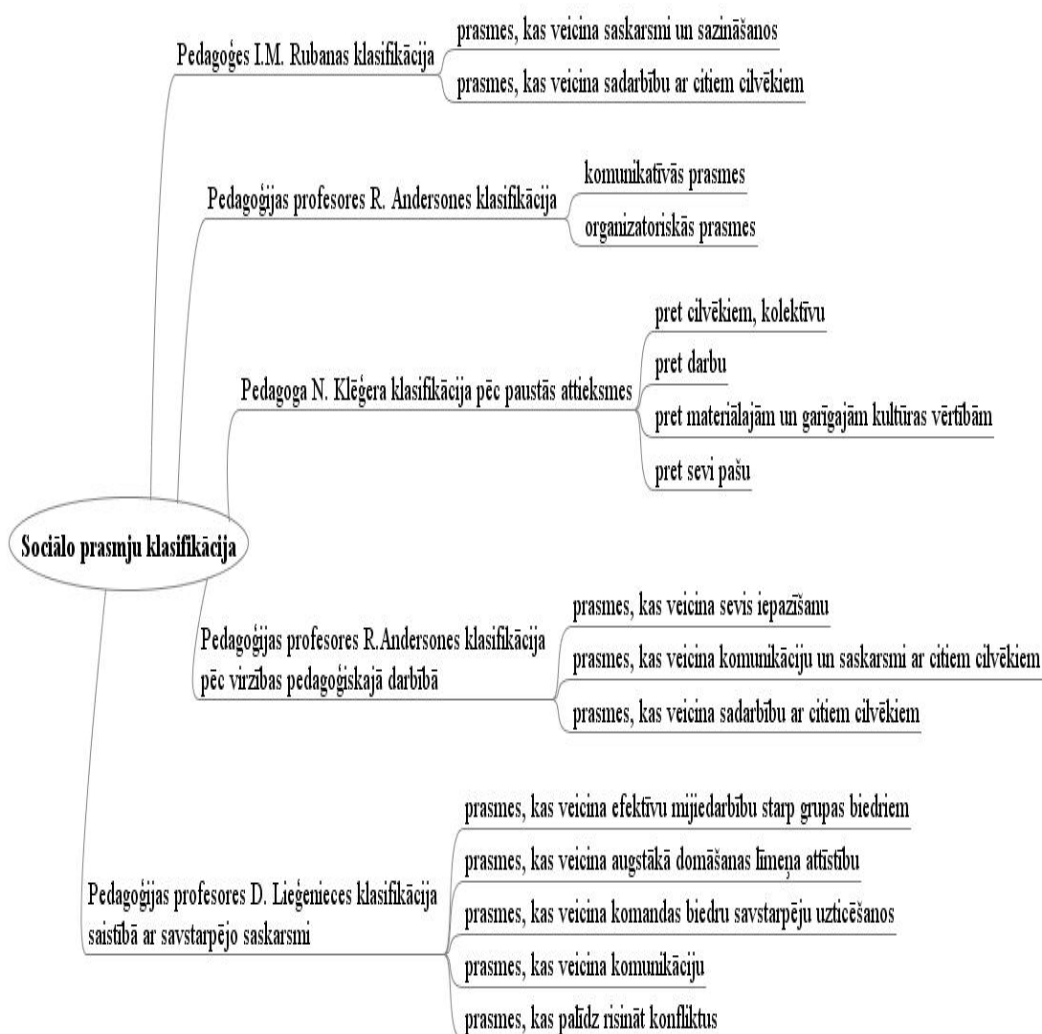 Pedagoģes I.M. Rubanas klasifikācija
prasmes, kas veicina saskarsmi un sazināšanos
prasmes, kas veicina sadarbību ar citiem cilvēkiem
Pedagoģijas profesores R. Andersones klasifikācija
komunikatīvās prasmes
organizatoriskās prasmes
Pedagoga N. Klēģera klasifikācija pēc paustās attieksmes
pret cilvēkiem, kolektīvu
pret darbu
pret materiālajām un garīgajām kultūras vērtībām
pret sevi pašu
Sociālo prasmju klasifikācija
Pedagoģijas profesores R.Andersones klasifikācija
pēc virzības pedagoģiskajā darbībā
prasmes, kas veicina sevis iepazīšanu
prasmes, kas veicina komunikāciju un saskarsmi ar citiem cilvēkiem
prasmes, kas veicina sadarbību ar citiem cilvēkiem
Pedagoģijas profesores D. Lieģenieces klasifikācija
saistībā ar savstarpējo saskarsmi
prasmes, kas veicina efektīvu mijiedarbību starp grupas biedriem
prasmes, kas veicina augstākā domāšanas līmeņa attīstību
prasmes, kas veicina komandas biedru savstarpēju uzticēšanos
prasmes, kas veicina komunikāciju
prasmes, kas palīdz risināt konfliktus